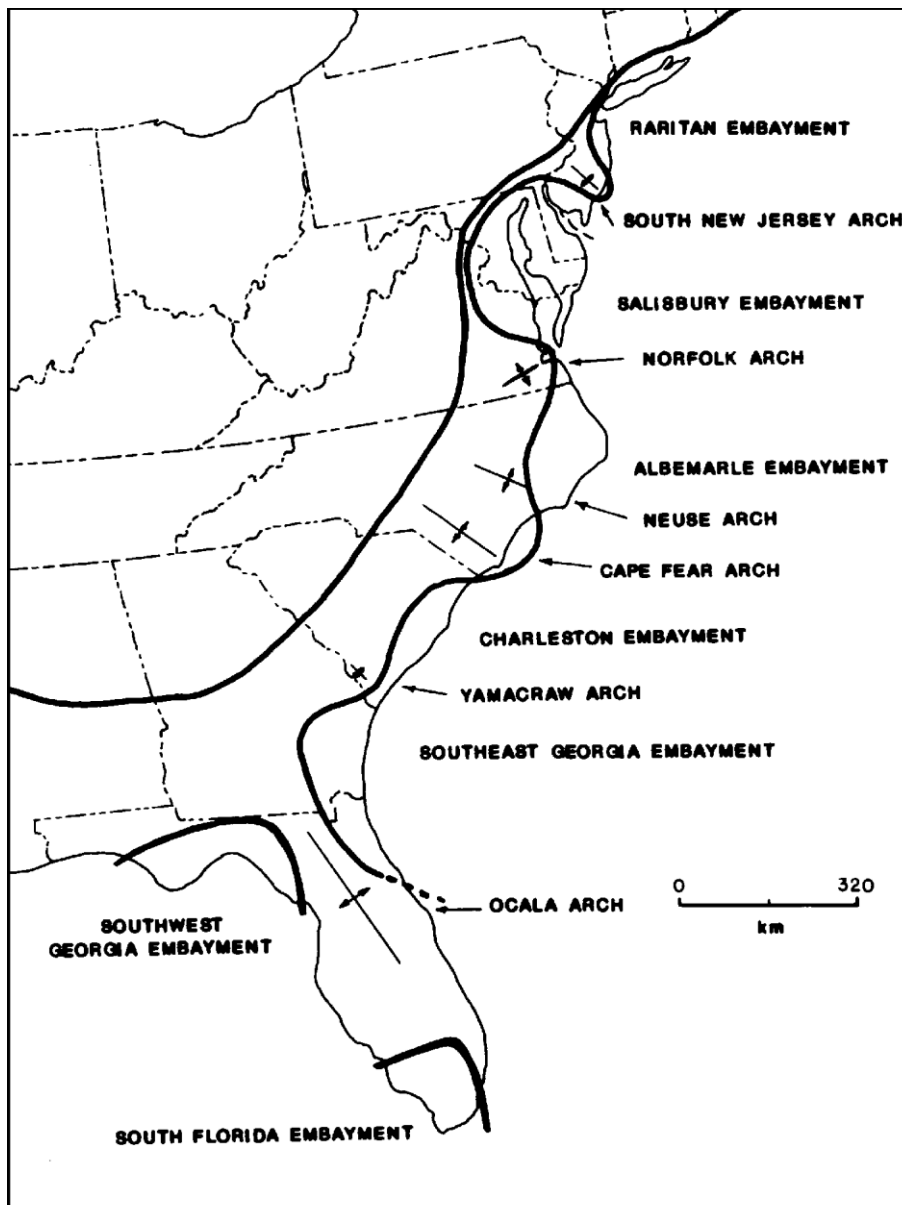 RARITAN EMBAYMENT
SOUTH NEW JERSEY ARCH
SALISBURY EMBAYMENT
NORFOLK ARCH
ALBEMARLE EMBAYMENT
NEUSE ARCH
CAPE FEAR ARCH
CHARLESTON EMBAYMENT
YAMACRAW ARCH
SOUTHEAST GEORGIA EMBAYMENT
0 320
km
OCALA ARCH
SOUTHWEST
GEORGIA EMBAYMENT
SOUTH FLORIDA EMBAYMENT